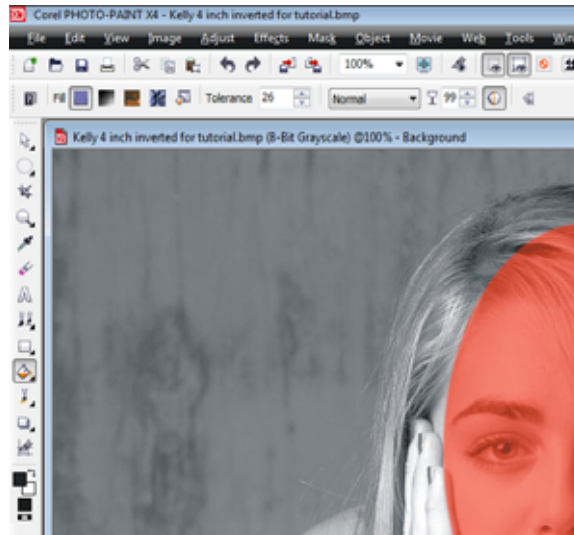 Corel PHOTO-PAINT X4 - Kelly 4 inch inverted for tutorial.bmp
File Edit View Image Adjust Effects Mask Object Movie Web Tools Win
100%
Fill Tolerance 26 Normal 99
Kelly 4 inch inverted for tutorial.bmp (8-Bit Grayscale) @100% - Background